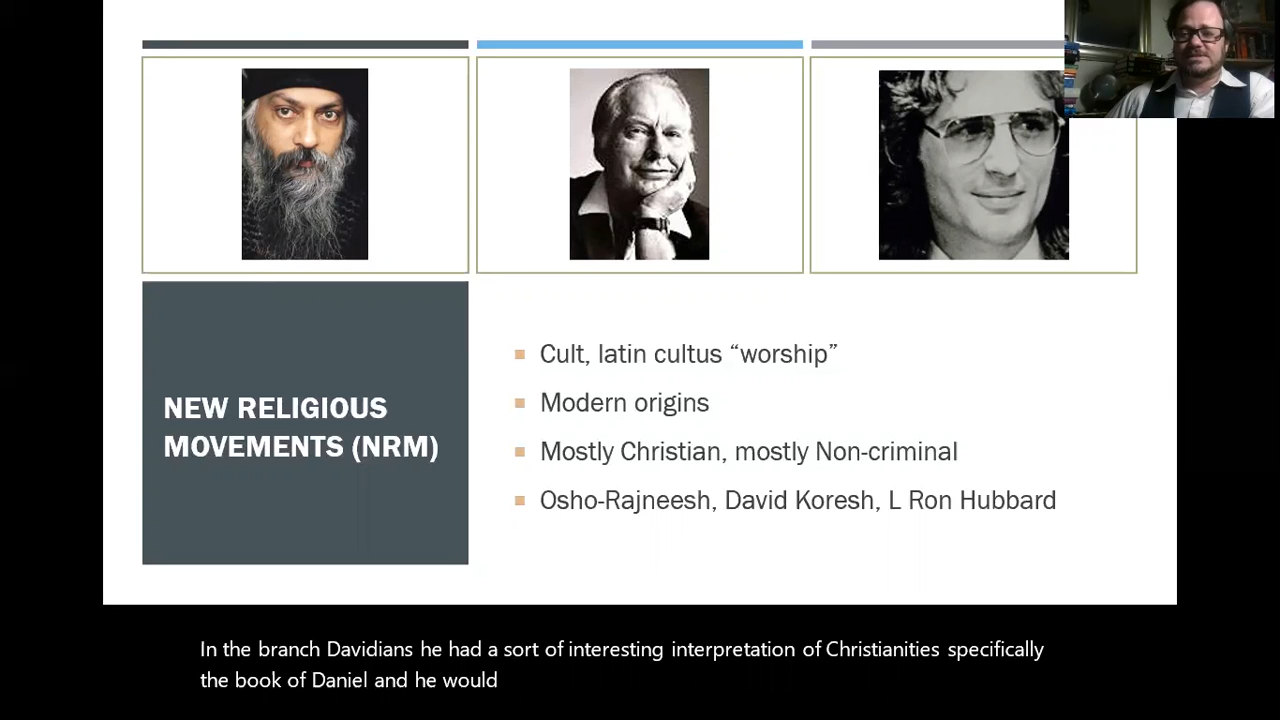 NEW RELIGIOUS
MOVEMENTS (NRM)
Cult, latin cultus “worship”
Modern origins
Mostly Christian, mostly Non-criminal
Osho-Rajneesh, David Koresh, L Ron Hubbard
In the branch Davidians he had a sort of interesting interpretation of Christianities specifically
the book of Daniel and he would